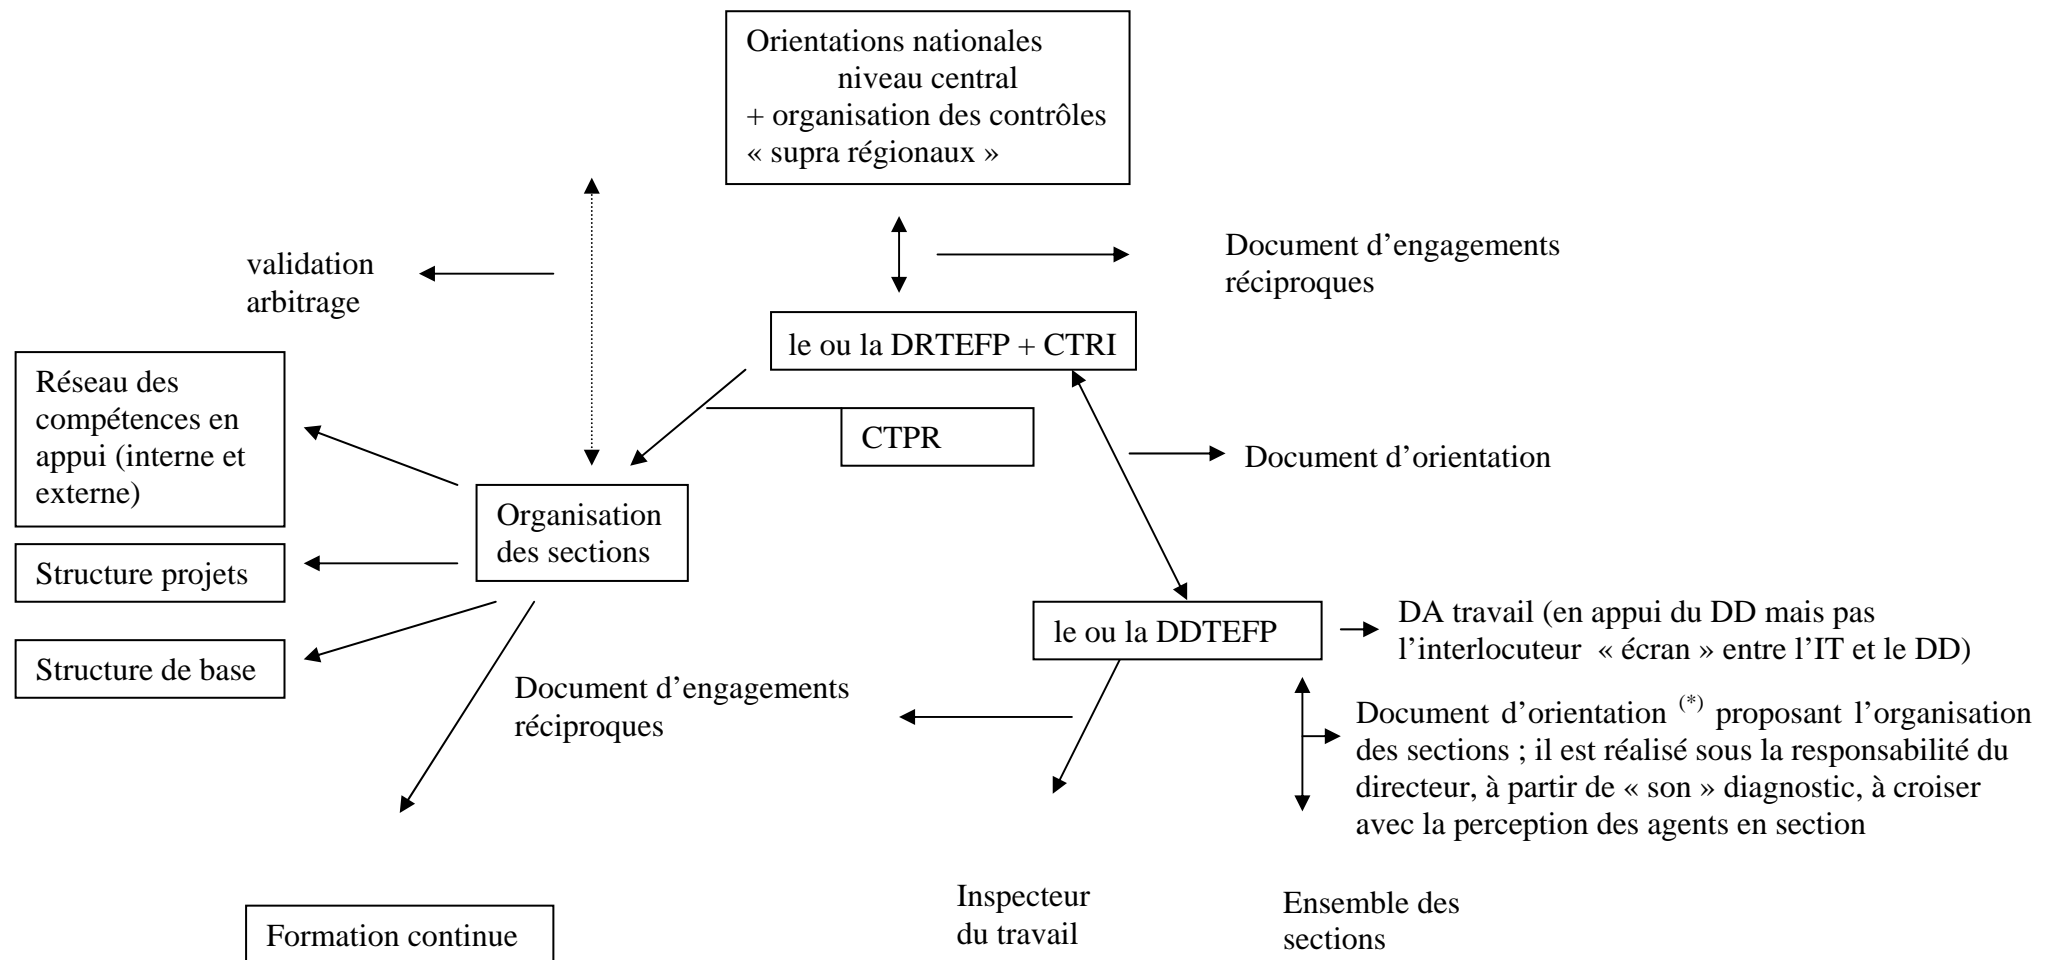 Orientations nationales
niveau central
+ organisation des contrôles
« supra régionaux »
Document d’engagements
réciproques
validation
arbitrage
le ou la DRTEFP + CTRI
Réseau des
compétences en
appui (interne et
externe)
CTPR
Document d’orientation
Organisation
des sections
Structure projets
le ou la DDTEFP
DA travail (en appui du DD mais pas
l’interlocuteur « écran » entre l’IT et le DD)
Structure de base
Document d’engagements
réciproques
Document d’orientation (*) proposant l’organisation
des sections ; il est réalisé sous la responsabilité du
directeur, à partir de « son » diagnostic, à croiser
avec la perception des agents en section
Inspecteur
du travail
Ensemble des
sections
Formation continue